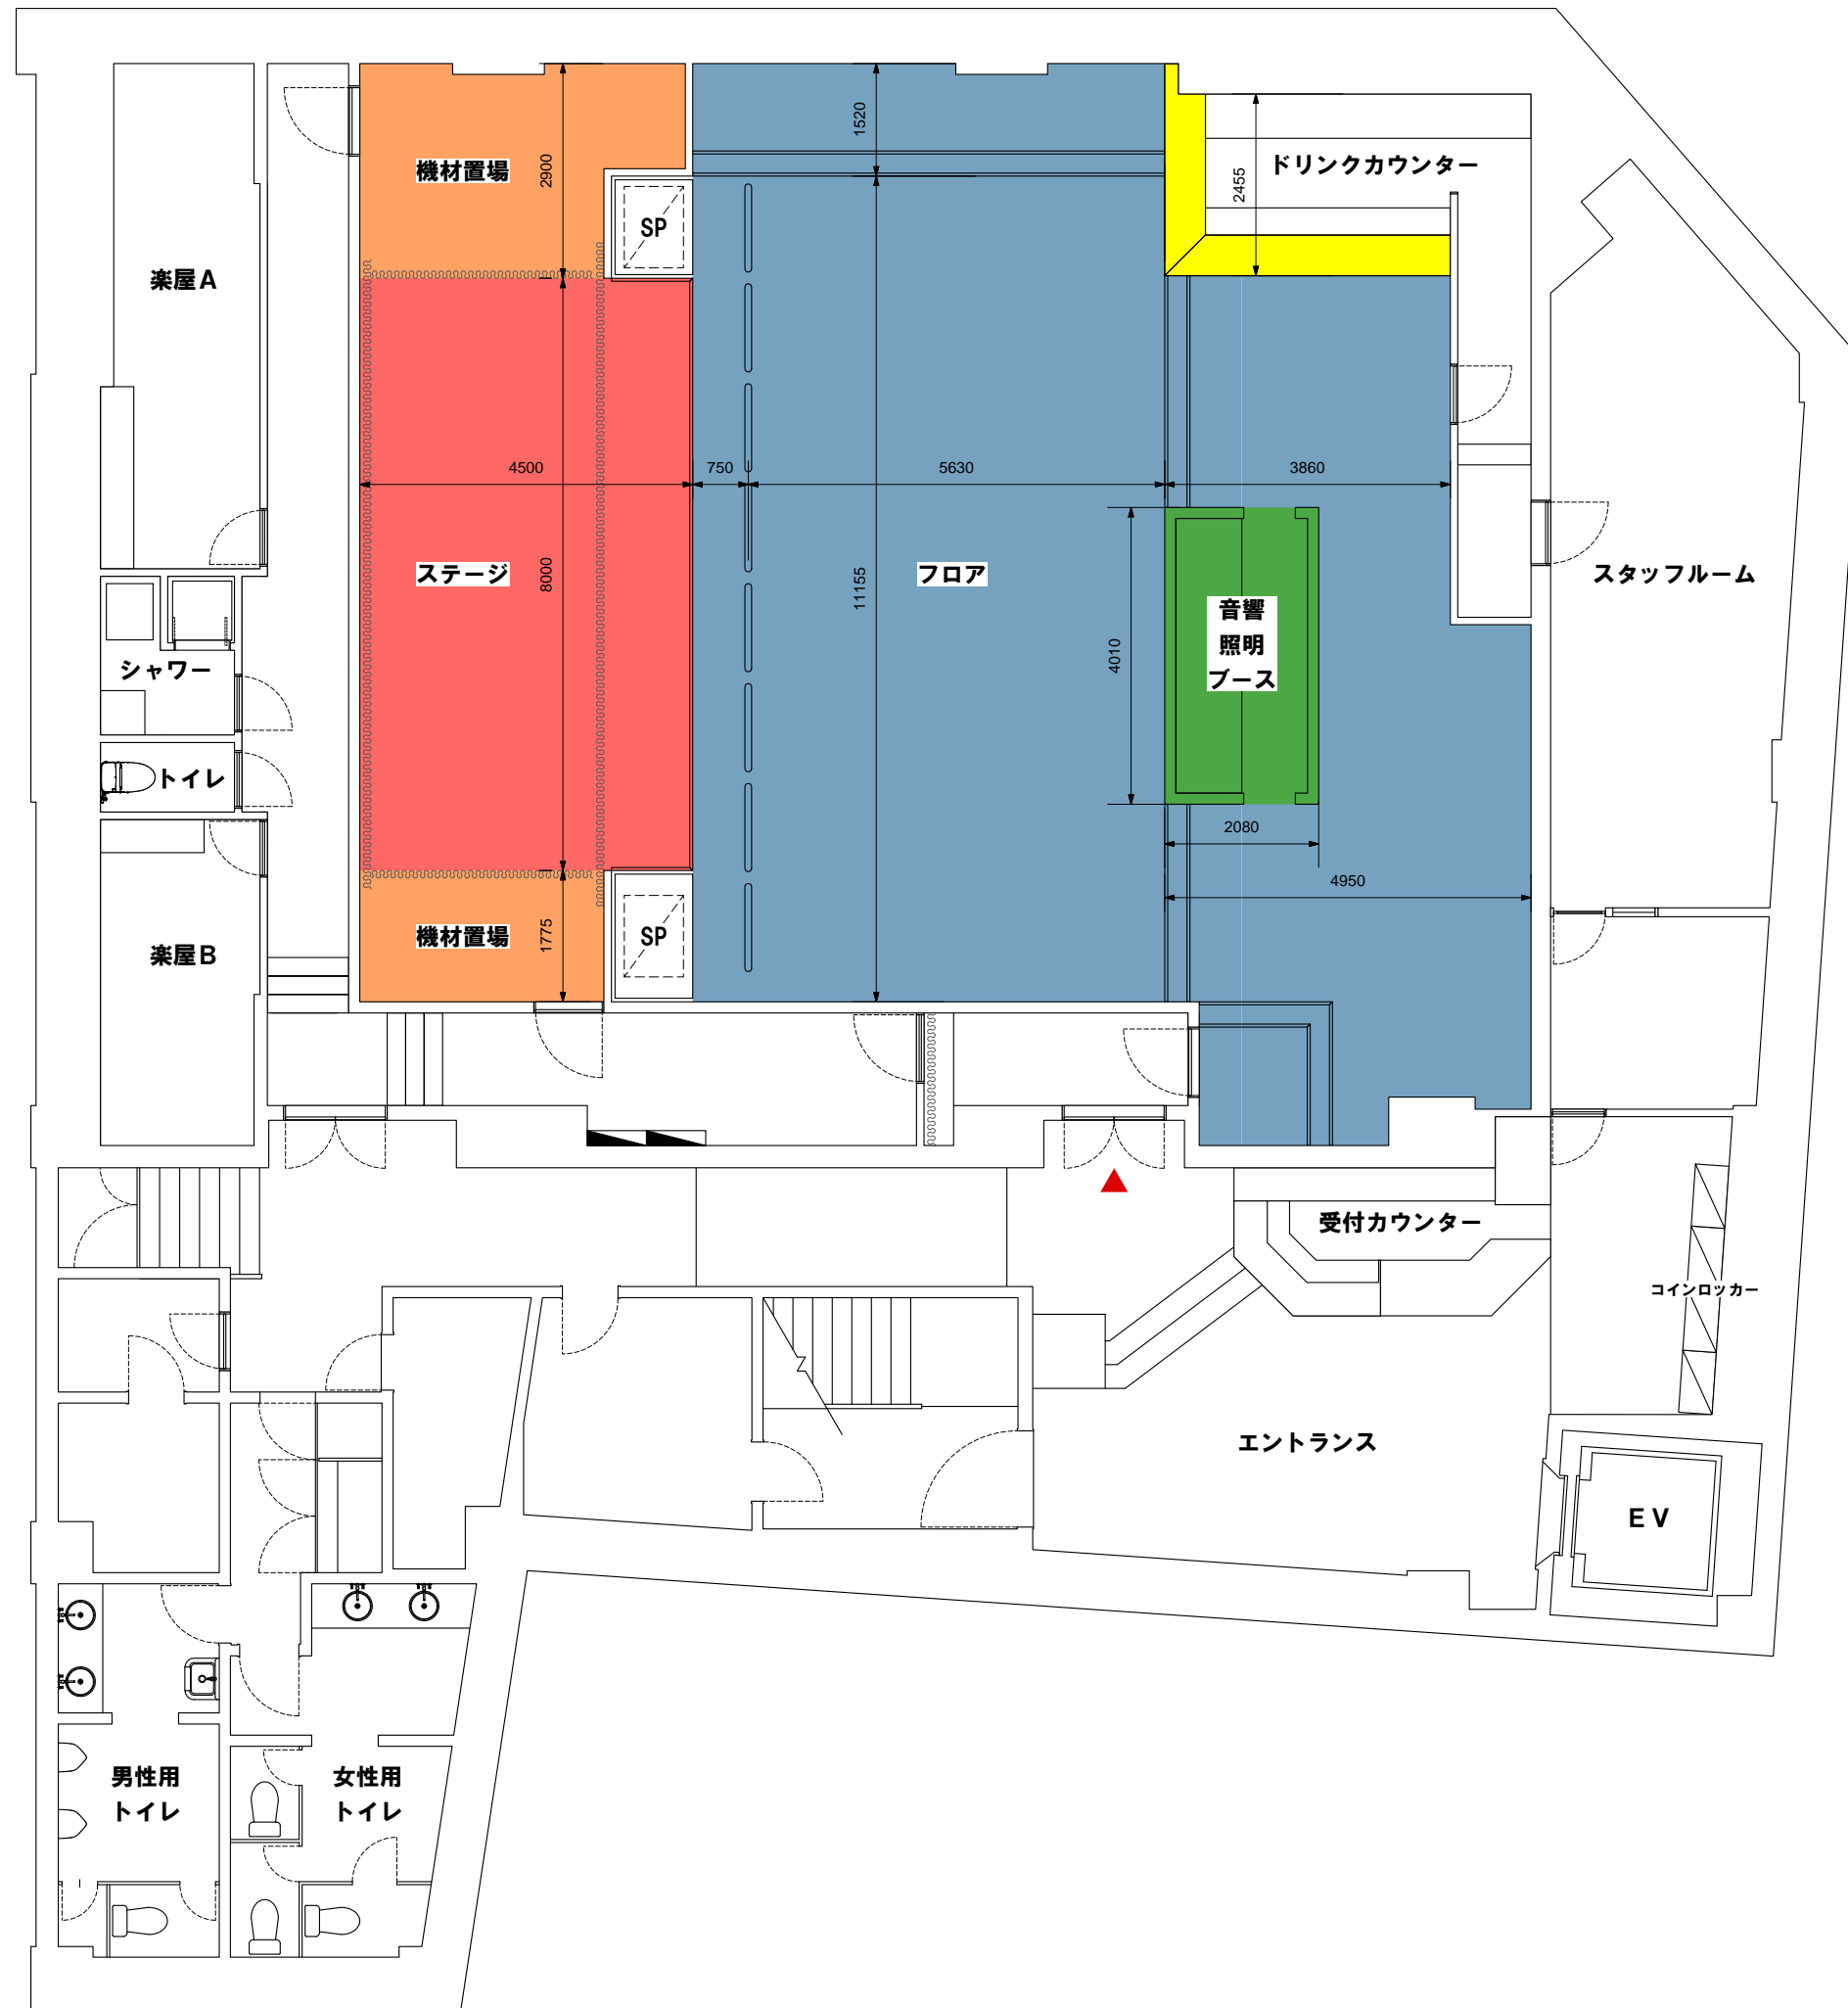 1520
機材置場
2900
ドリンクカウンター
2455
SP
楽屋A
4500
750
5630
3860
ステージ
8000
フロア
11155
スタッフルーム
音響
照明
ブース
4010
シャワー
トイレ
2080
4950
機材置場
1775
SP
楽屋B
受付カウンター
コインロッカー
エントランス
EV
男性用
トイレ
女性用
トイレ